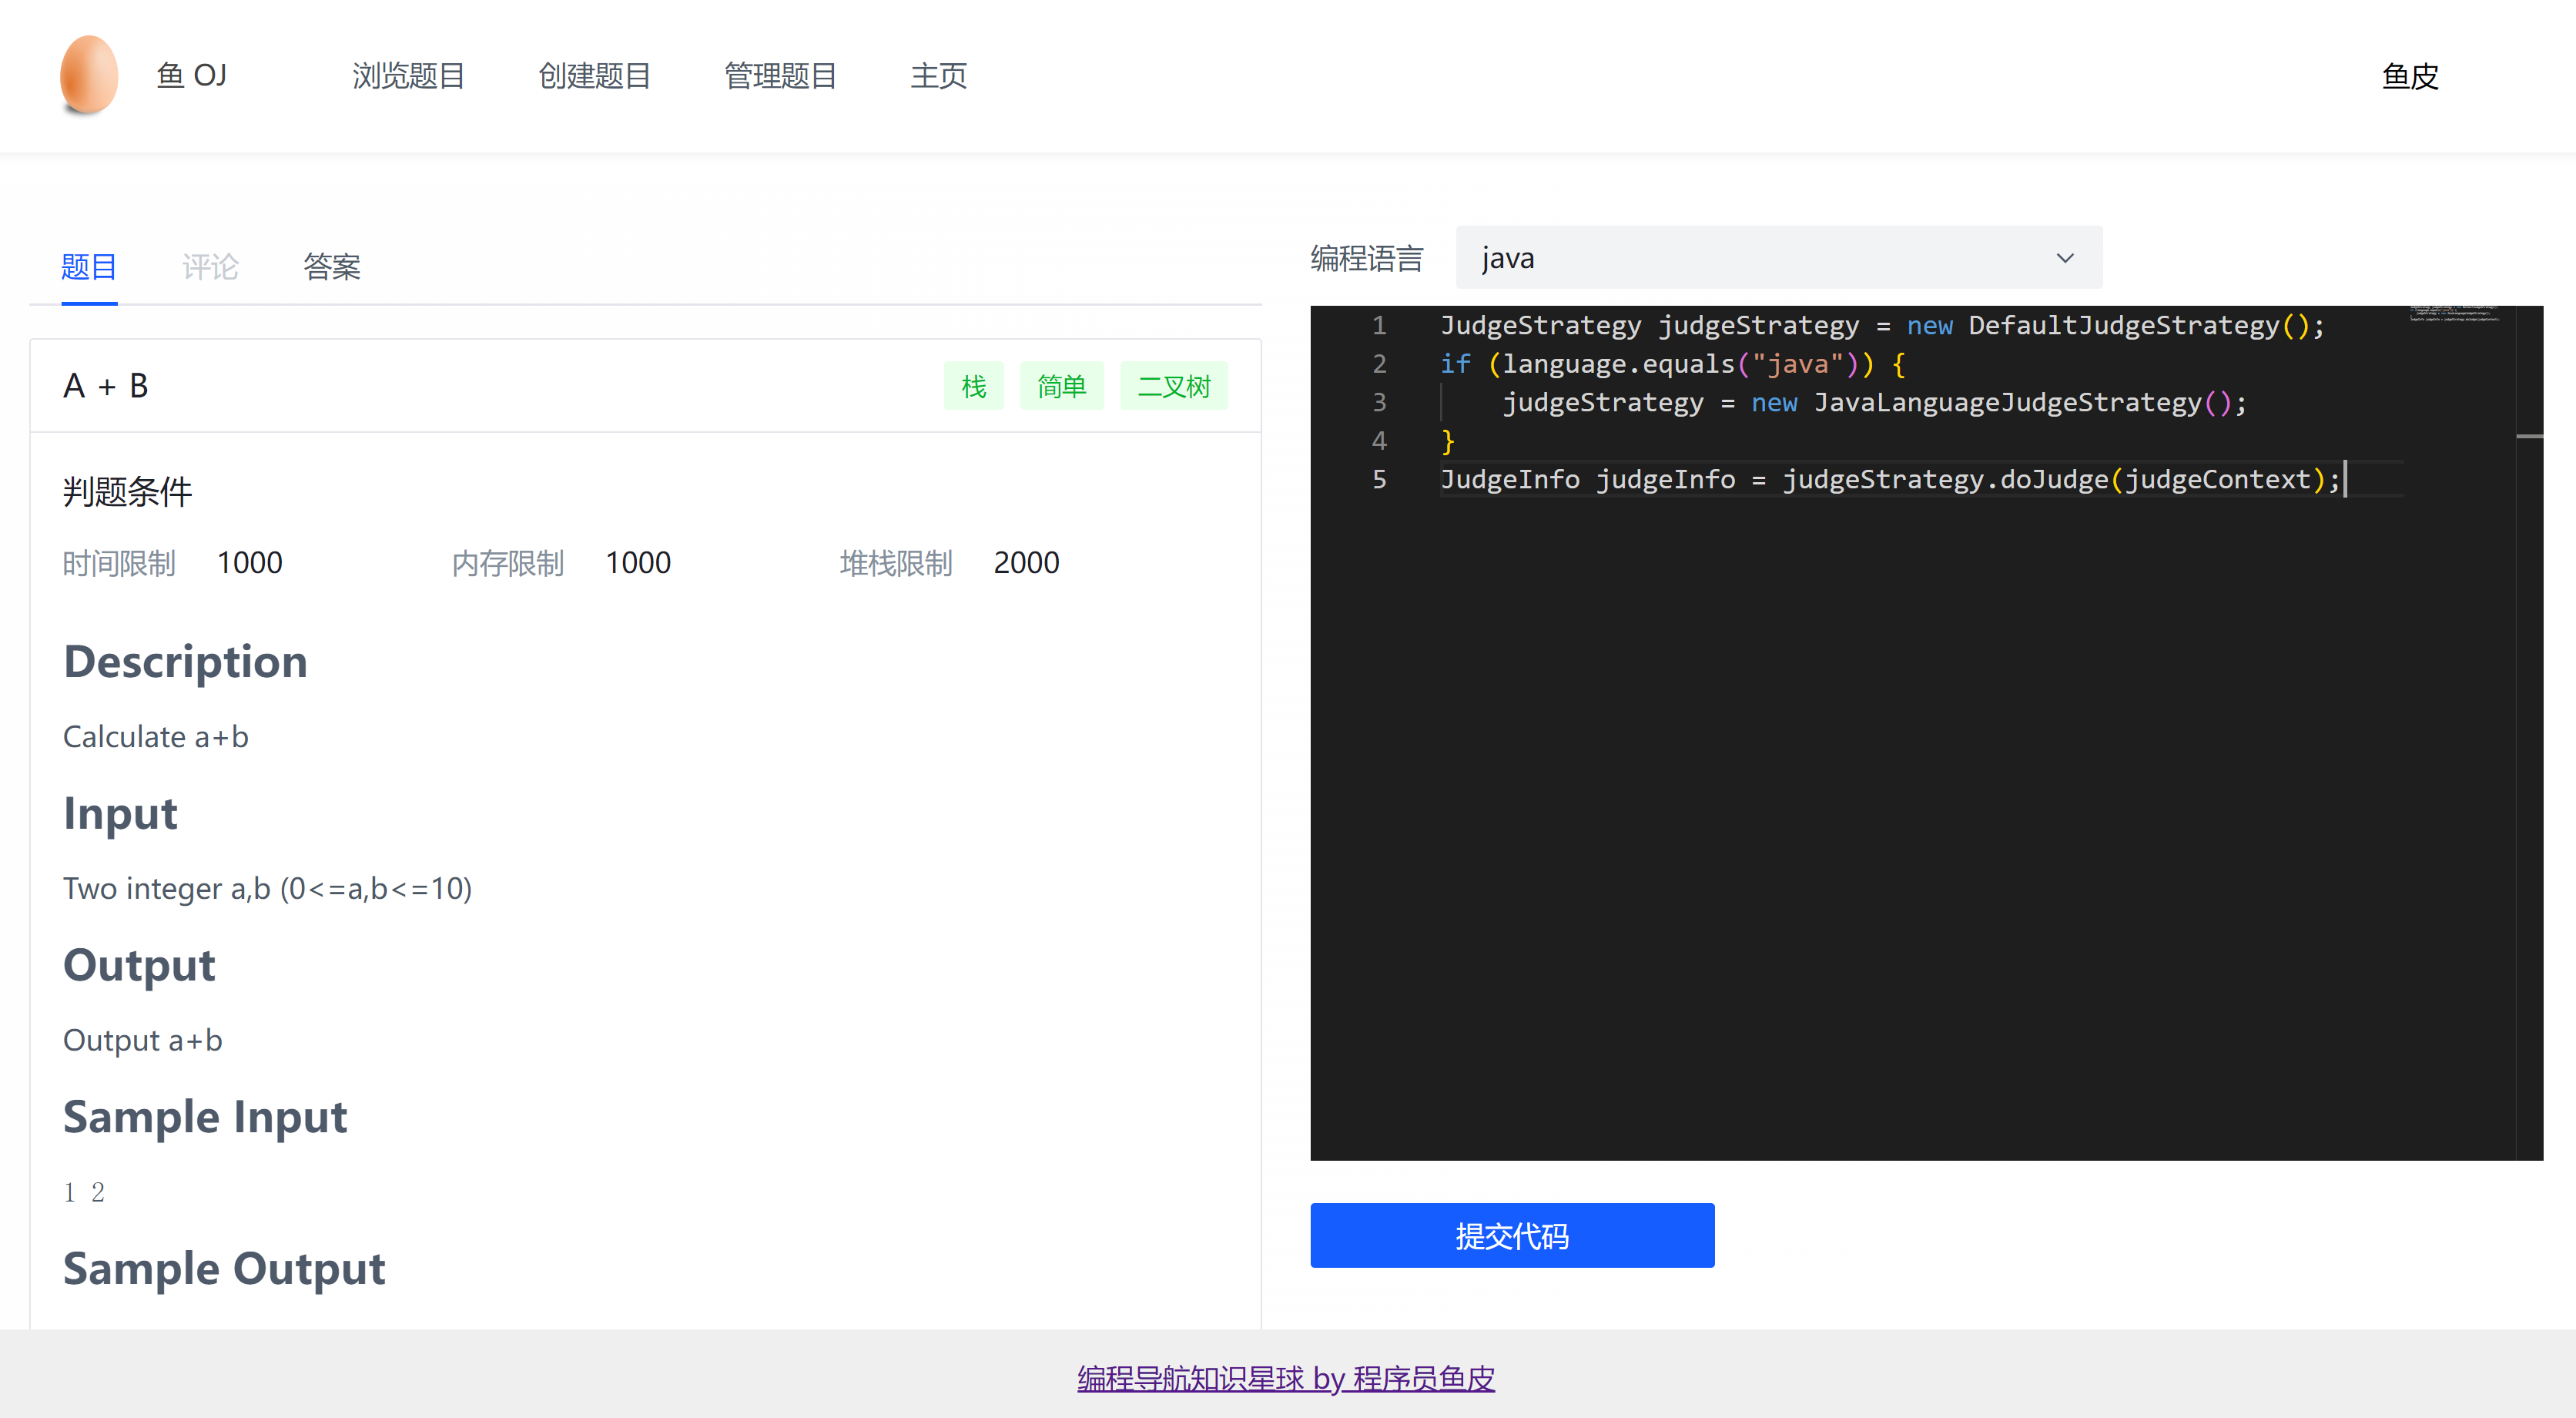 鱼 OJ 浏览题目 创建题目 管理题目 主页 鱼皮
题目 评论 答案
A + B 栈 简单 二叉树
判题条件
时间限制 1000 内存限制 1000 堆栈限制 2000
Description
Calculate a+b
Input
Two integer a,b (0<=a,b<=10)
Output
Output a+b
Sample Input
1 2
Sample Output
编程语言 java
1 JudgeStrategy judgeStrategy = new DefaultJudgeStrategy();
2 if (language.equals("java")) {
3     judgeStrategy = new JavaLanguageJudgeStrategy();
4 }
5 JudgeInfo judgeInfo = judgeStrategy.doJudge(judgeContext);
提交代码
编程导航知识星球 by 程序员鱼皮